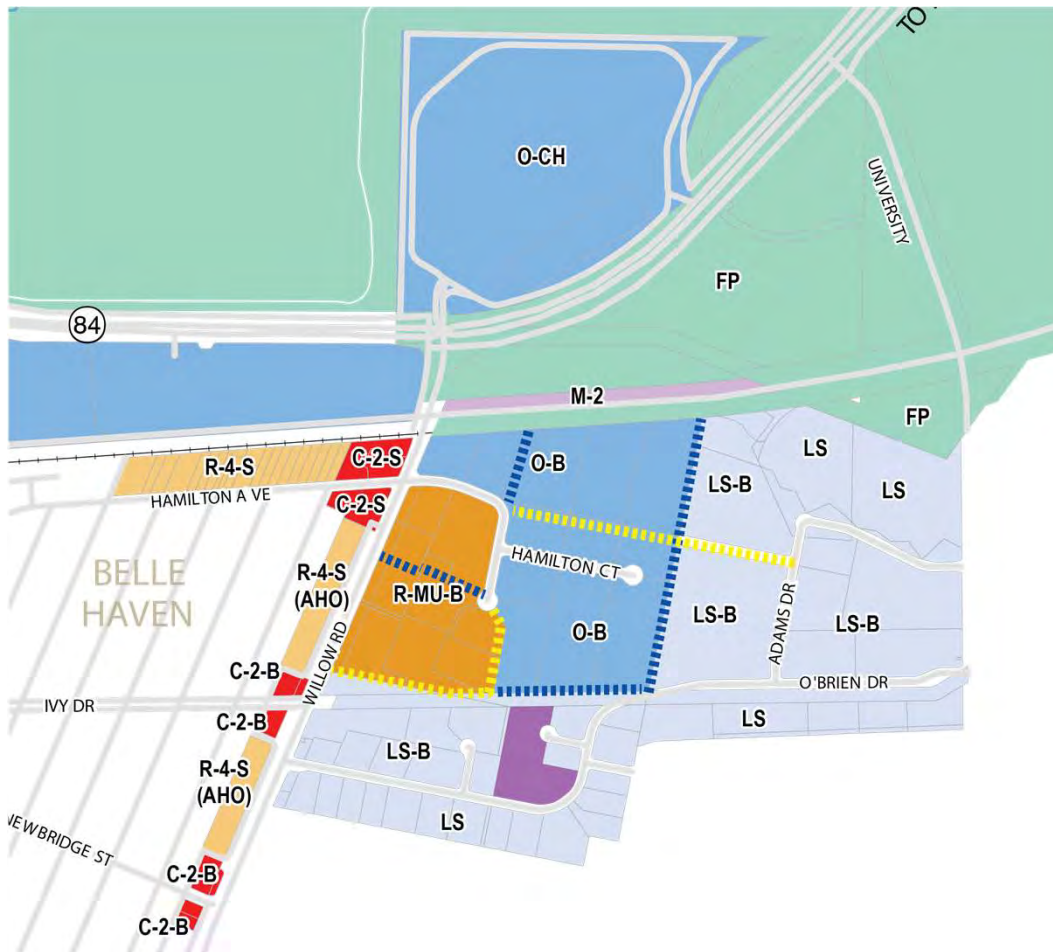 TO
O-CH
UNIVERSITY
FP
84
M-2
FP
C-2-S
R-4-S
O-B
LS
LS-B
LS
HAMILTON A VE
C-2-S
HAMILTON CT
BELLE
HAVEN
R-4-S
(AHO)
R-MU-B
O-B
LS-B
ADAMS DR
LS-B
WILLOW RD
C-2-B
O'BRIEN DR
IVY DR
C-2-B
LS
LS-B
R-4-S
(AHO)
LS
NEWBRIDGE ST
C-2-B
C-2-B